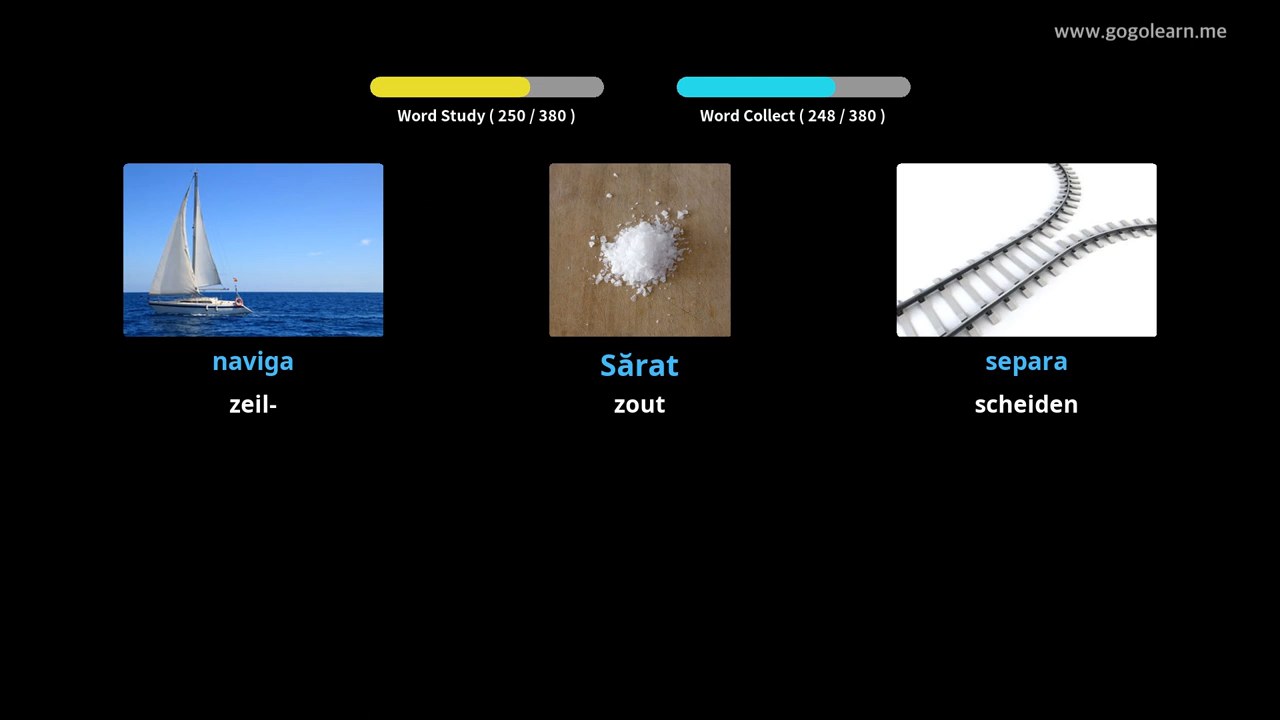 www.gogolearn.me
Word Study ( 250 / 380 )
Word Collect ( 248 / 380 )
naviga
Sărat
separa
zeil-
zout
scheiden